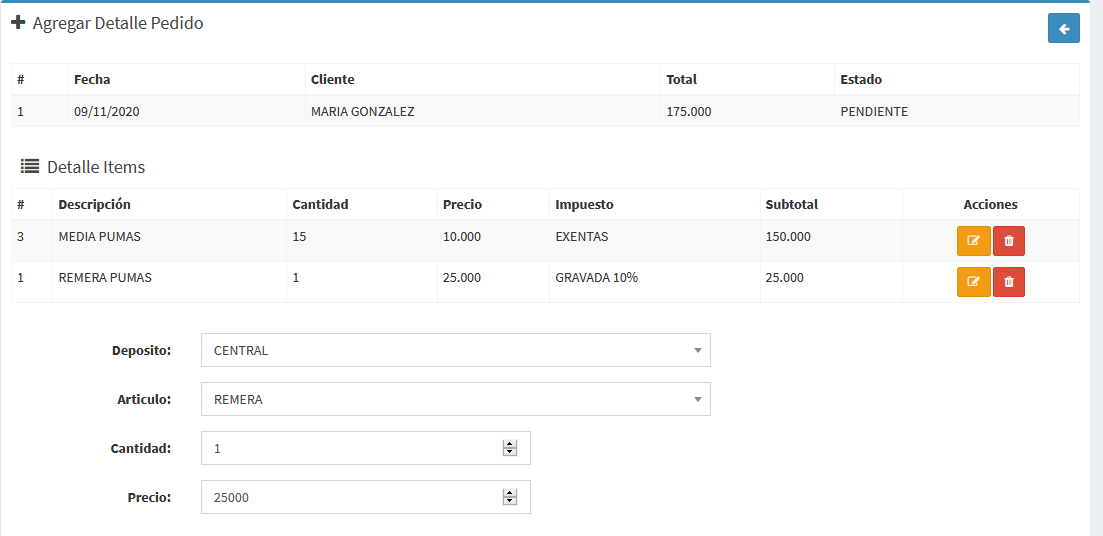 Agregar Detalle Pedido
# Fecha Cliente Total Estado
1 09/11/2020 MARIA GONZALEZ 175.000 PENDIENTE
Detalle Items
# Descripción Cantidad Precio Impuesto Subtotal Acciones
3 MEDIA PUMAS 15 10.000 EXENTAS 150.000
1 REMERA PUMAS 1 25.000 GRAVADA 10% 25.000
Deposito: CENTRAL
Articulo: REMERA
Cantidad: 1
Precio: 25000